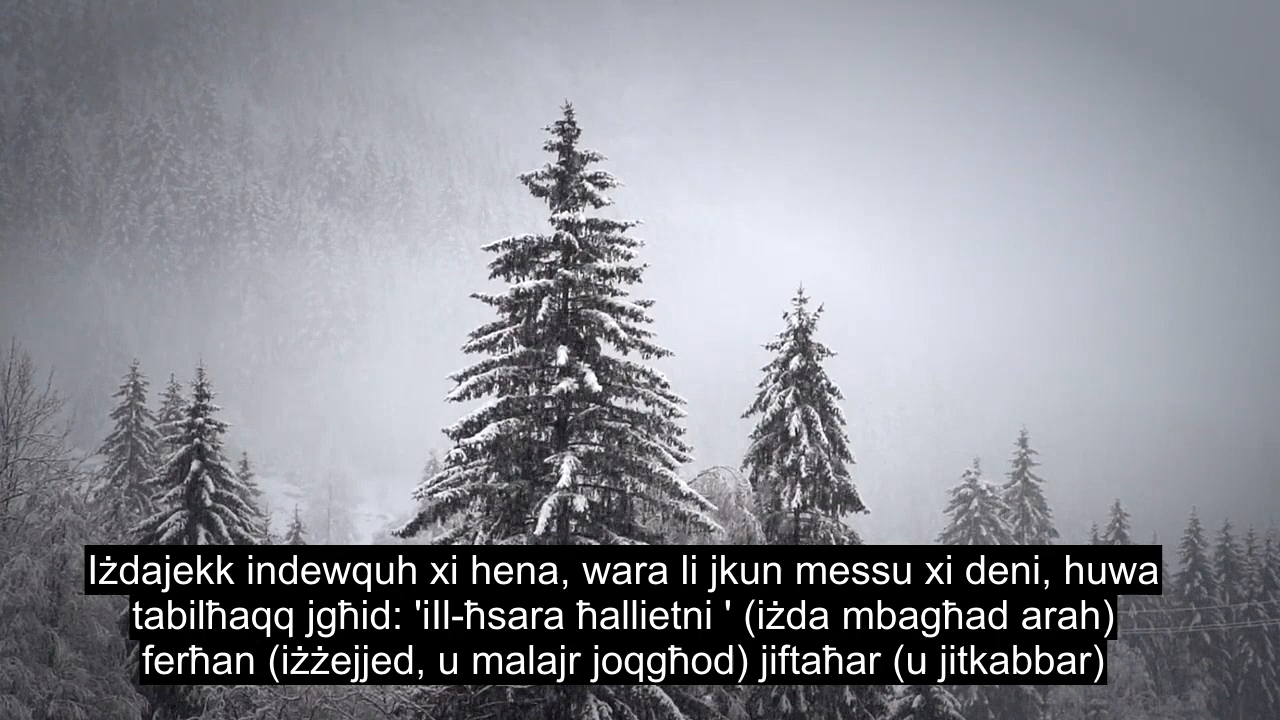 Iżdajekk indewquh xi hena, wara li jkun messu xi deni, huwa
tabilħaqq jgħid: 'iIl-ħsara ħallietni ' (iżda mbagħad arah)
ferħan (iżżejjed, u malajr joqgħod) jiftaħar (u jitkabbar)